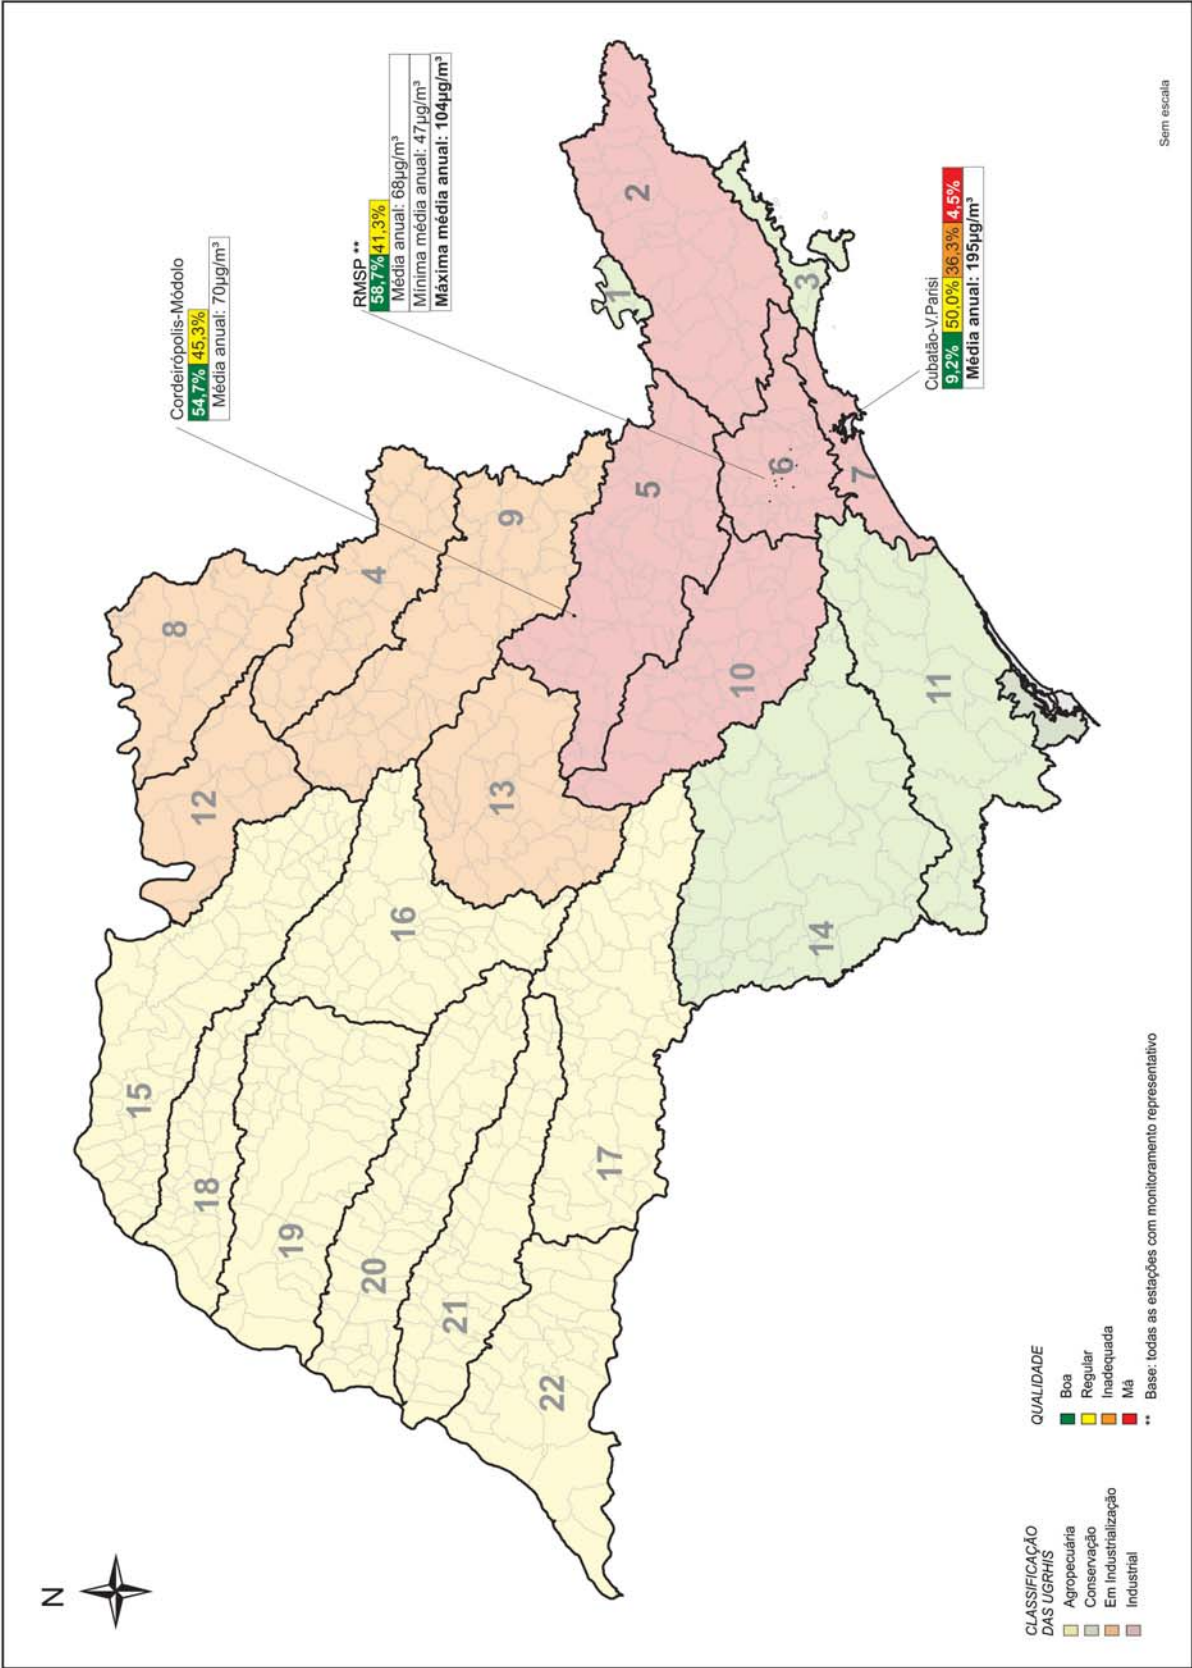 N
Cordeirópolis-Módolo
54,7% 45,3%
Média anual: 70µg/m³
RMSP **
58,7% 41,3%
Média anual: 68µg/m³
Mínima média anual: 47µg/m³
Máxima média anual: 104µg/m³
Cubatão-V.Parisi
9,2% 50,0% 36,3% 4,5%
Média anual: 195µg/m³
15
18
19
20
21
22
17
16
12
8
4
9
13
5
10
14
11
6
7
1
2
3
CLASSIFICAÇÃO
DAS UGRHIS
Agropecuária
Conservação
Em Industrialização
Industrial
QUALIDADE
Boa
Regular
Inadequada
Má
** Base: todas as estações com monitoramento representativo
Sem escala